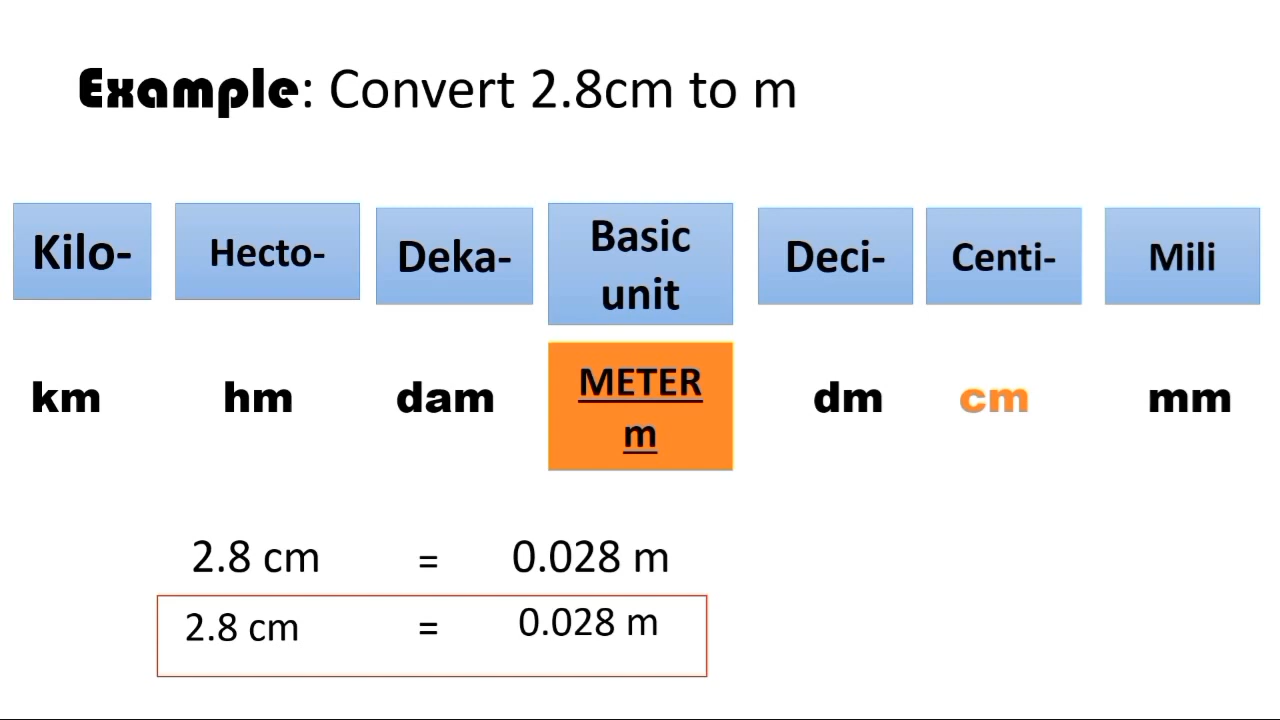 Example: Convert 2.8cm to m
Kilo- Hecto- Deka- Basic unit Deci- Centi- Mili
km hm dam METER m dm cm mm
2.8 cm = 0.028 m
2.8 cm = 0.028 m